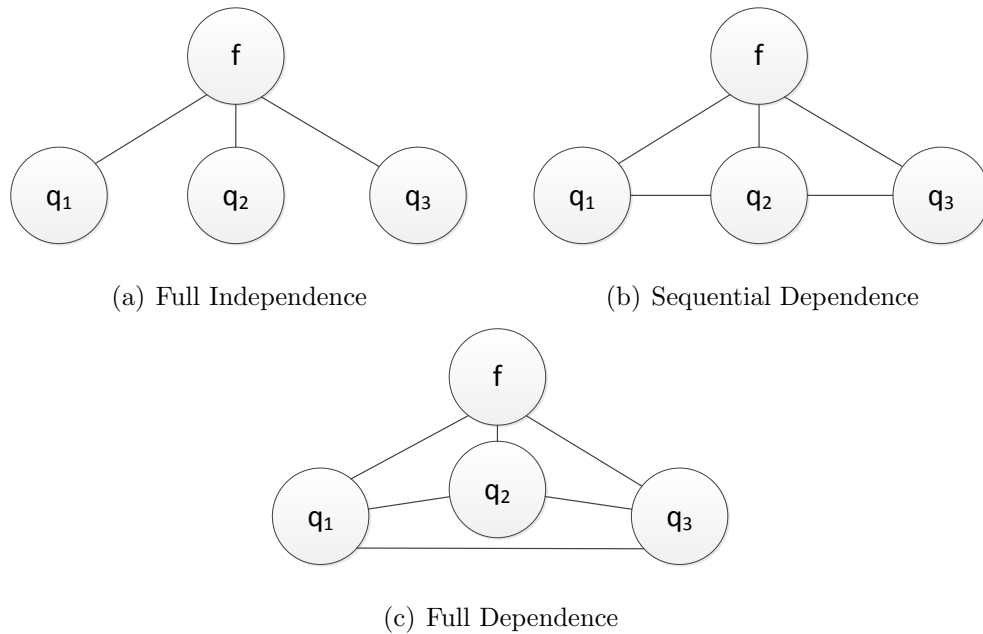 f
f
q1
q2
q3
q1
q2
q3
(a) Full Independence
(b) Sequential Dependence
f
q1
q2
q3
(c) Full Dependence